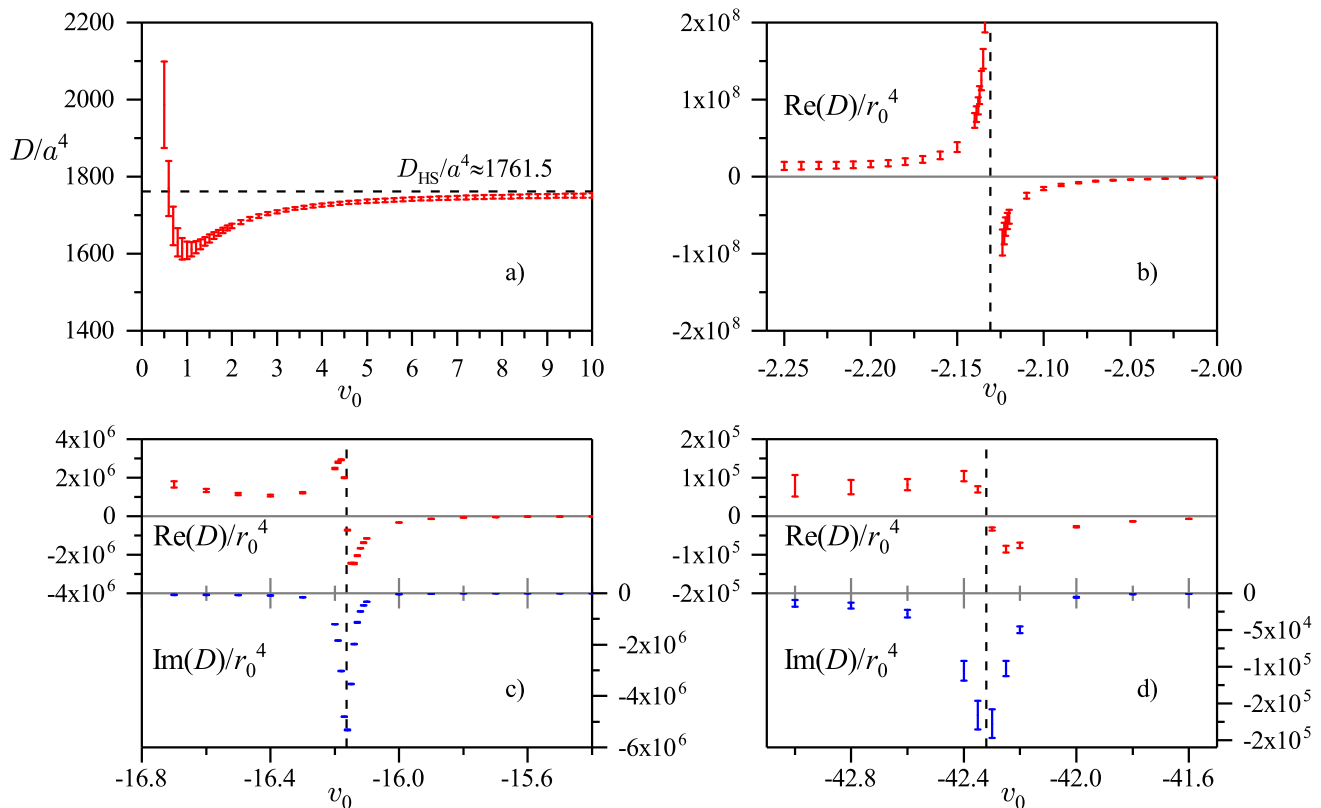 2200
2000
D/a⁴
1800
1600
1400
D_HS/a⁴≈1761.5
a)
0 1 2 3 4 5 6 7 8 9 10
v₀
2x10⁸
1x10⁸
0
-1x10⁸
-2x10⁸
Re(D)/r₀⁴
b)
-2.25 -2.20 -2.15 -2.10 -2.05 -2.00
v₀
4x10⁶
2x10⁶
0
-2x10⁶
-4x10⁶
Re(D)/r₀⁴
Im(D)/r₀⁴
c)
0
-2x10⁶
-4x10⁶
-6x10⁶
-16.8 -16.4 -16.0 -15.6
v₀
2x10⁵
1x10⁵
0
-1x10⁵
-2x10⁵
Re(D)/r₀⁴
Im(D)/r₀⁴
d)
0
-5x10⁴
-1x10⁵
-2x10⁵
-2x10⁵
-42.8 -42.4 -42.0 -41.6
v₀